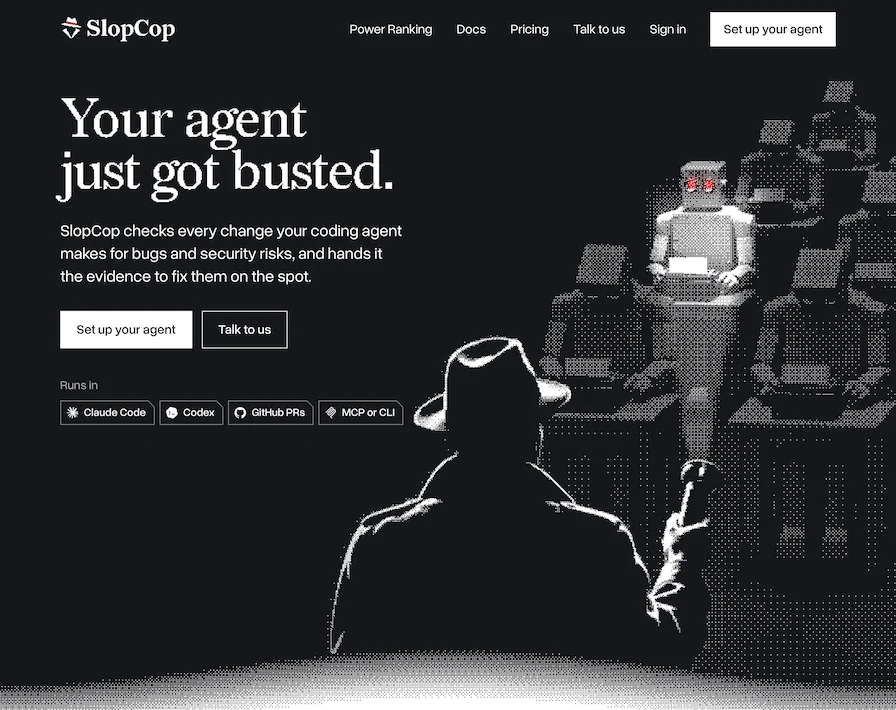 SlopCop
Power Ranking
Docs
Pricing
Talk to us
Sign in
Set up your agent
Your agent
just got busted.
SlopCop checks every change your coding agent
makes for bugs and security risks, and hands it
the evidence to fix them on the spot.
Set up your agent
Talk to us
Runs in
Claude Code
Codex
GitHub PRs
MCP or CLI